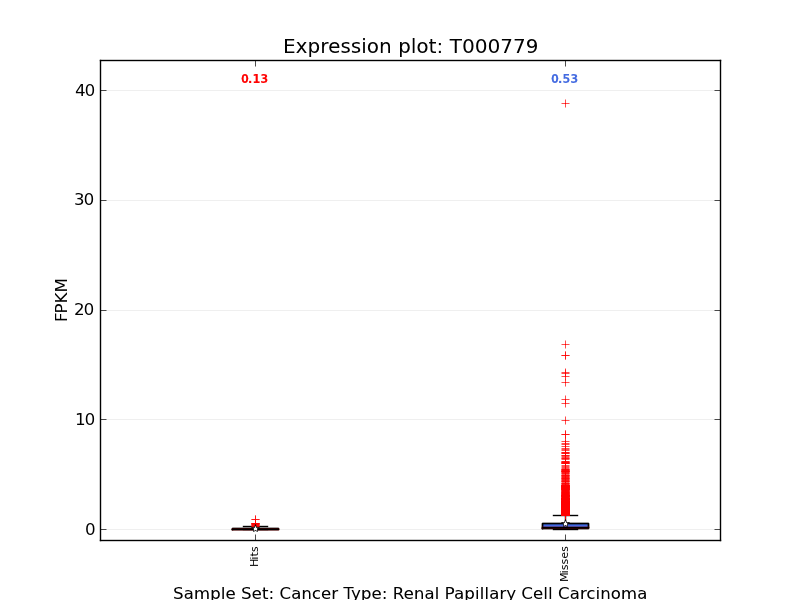 Expression plot: T000779
0.13
0.53
40
30
20
10
0
FPKM
Hits
Misses
Sample Set: Cancer Type: Renal Papillary Cell Carcinoma